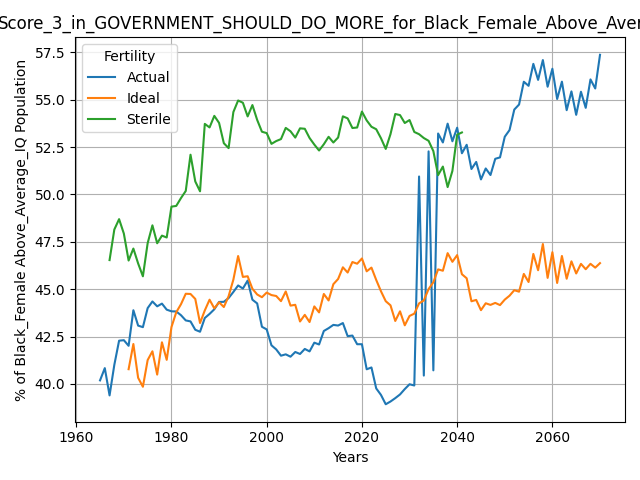 Score_3_in_GOVERNMENT_SHOULD_DO_MORE_for_Black_Female_Above_Aver
Fertility
Actual
Ideal
Sterile
% of Black_Female Above_Average_IQ Population
57.5
55.0
52.5
50.0
47.5
45.0
42.5
40.0
1960
1980
2000
2020
2040
2060
Years